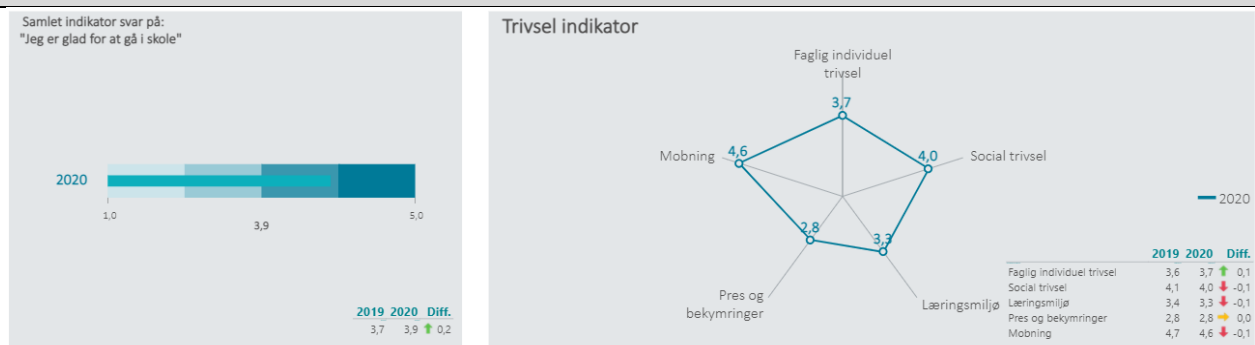 Samlet indikator svar på:
"Jeg er glad for at gå i skole"
2020
1,0
5,0
3,9
2019 2020 Diff.
3,7 3,9 0,2
Trivsel indikator
Faglig individuel
trivsel
3,7
Mobning
4,6
4,0
Social trivsel
2,8
3,3
Pres og
bekymringer
Læringsmiljø
2020
2019 2020 Diff.
Faglig individuel trivsel 3,6 3,7 0,1
Social trivsel 4,1 4,0 -0,1
Læringsmiljø 3,4 3,3 -0,1
Pres og bekymringer 2,8 2,8 0,0
Mobning 4,7 4,6 -0,1